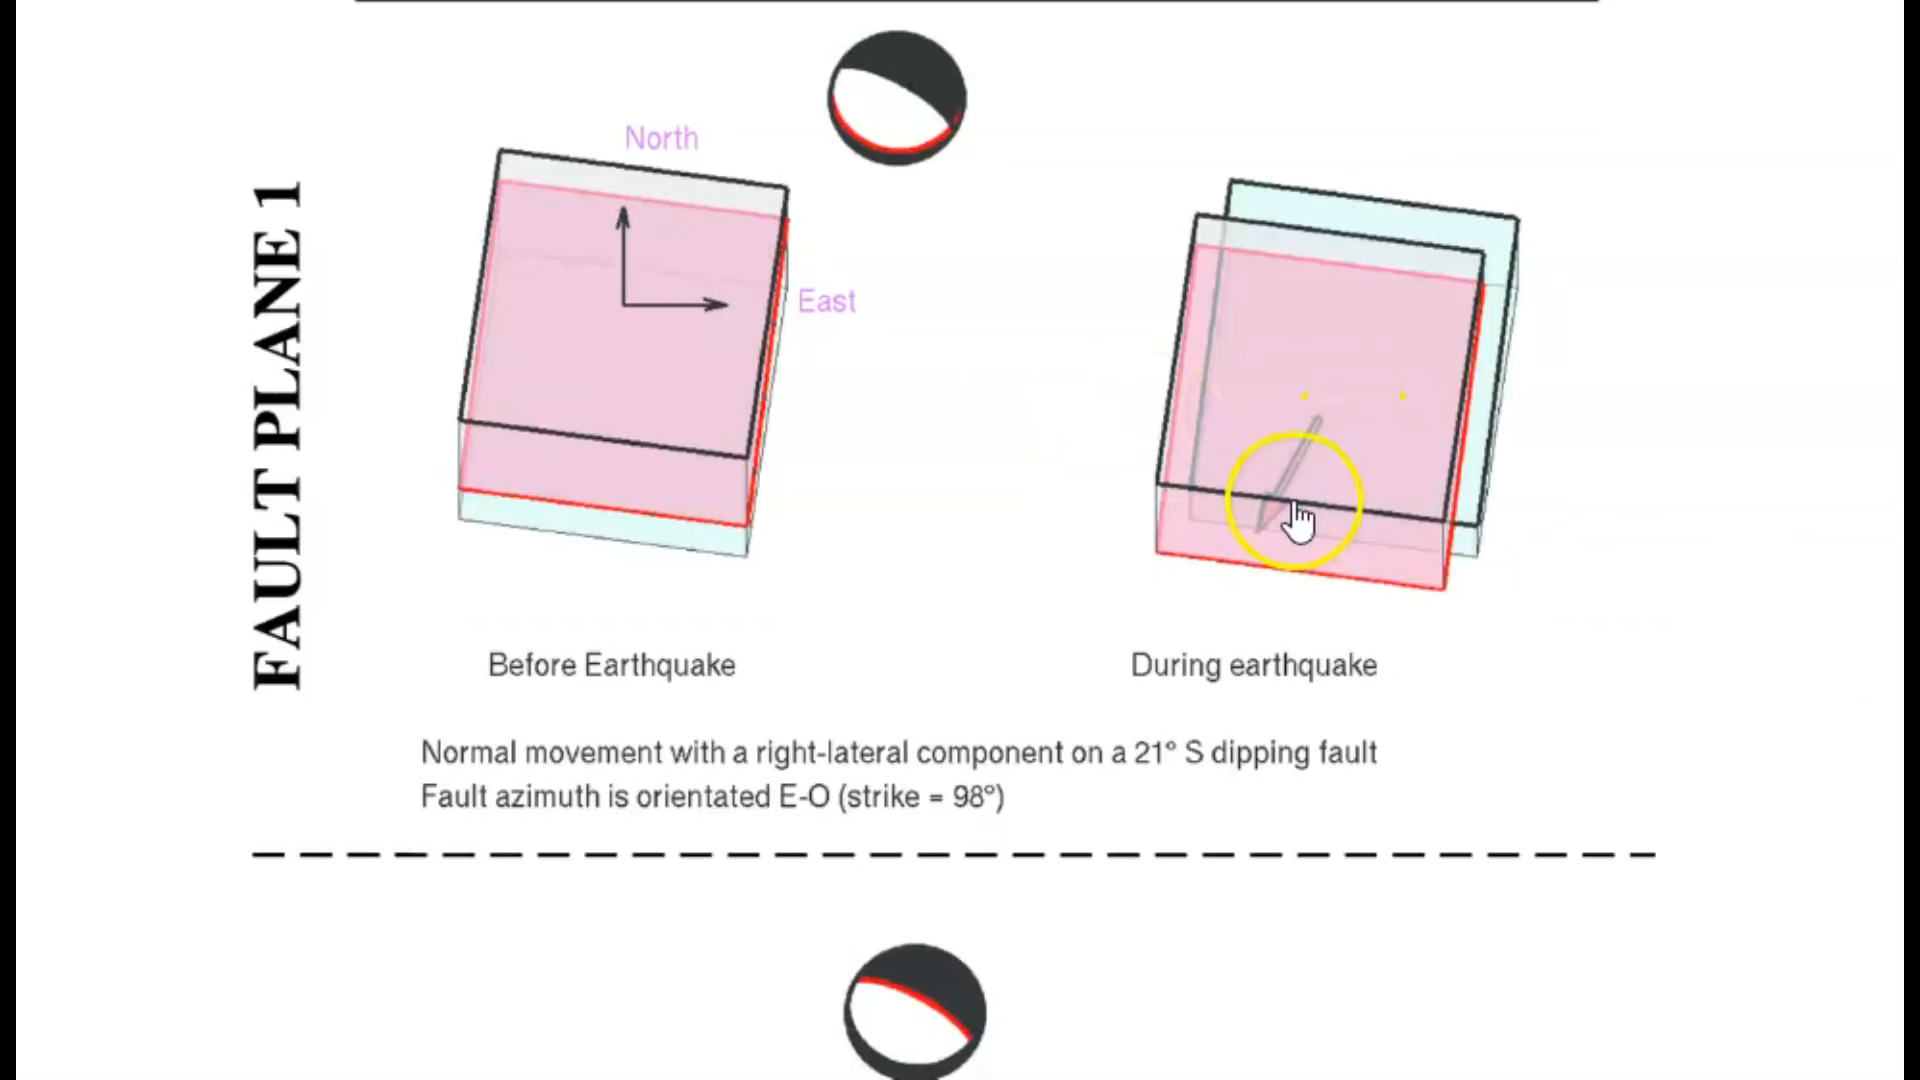 North
FAULT PLANE 1
East
Before Earthquake
During earthquake
Normal movement with a right-lateral component on a 21° S dipping fault
Fault azimuth is orientated E-O (strike = 98°)